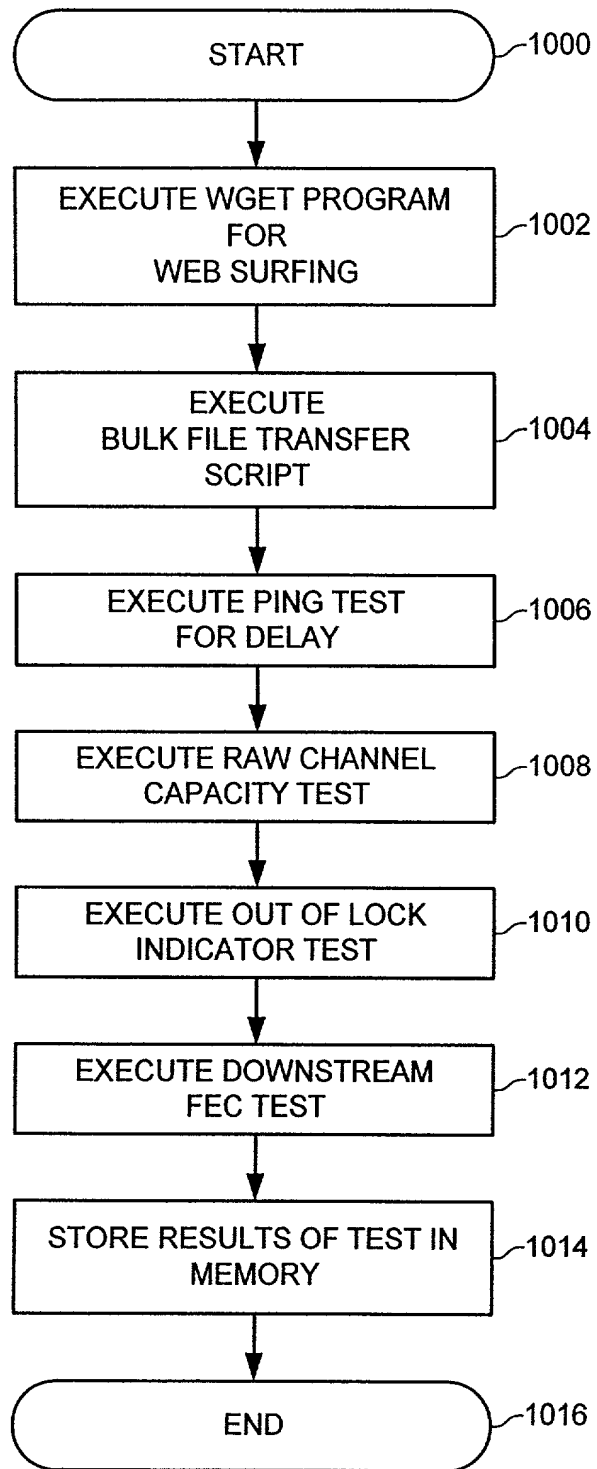 START
1000
EXECUTE WGET PROGRAM
FOR
WEB SURFING
1002
EXECUTE
BULK FILE TRANSFER
SCRIPT
1004
EXECUTE PING TEST
FOR DELAY
1006
EXECUTE RAW CHANNEL
CAPACITY TEST
1008
EXECUTE OUT OF LOCK
INDICATOR TEST
1010
EXECUTE DOWNSTREAM
FEC TEST
1012
STORE RESULTS OF TEST IN
MEMORY
1014
END
1016